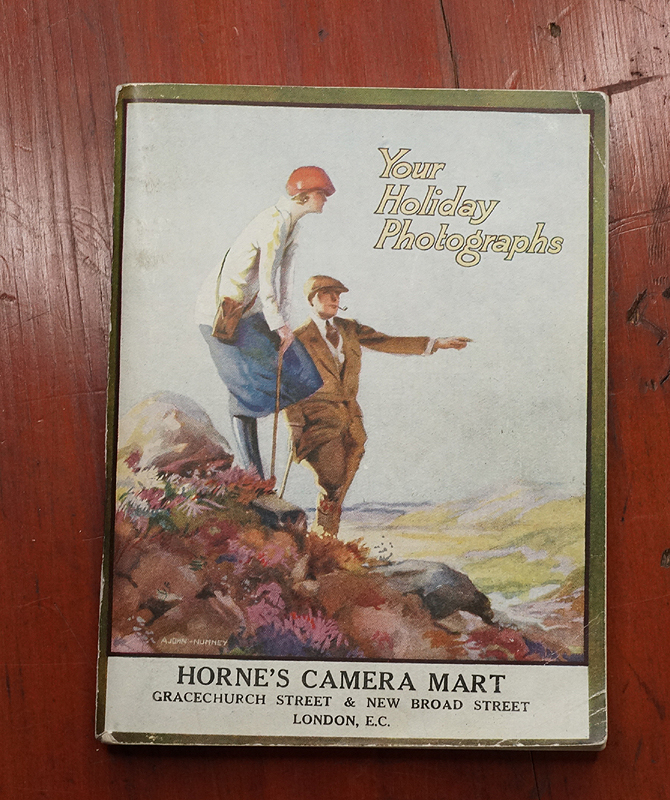 Your
Holiday
Photographs
HORNE'S CAMERA MART
GRACECHURCH STREET & NEW BROAD STREET
LONDON, E.C.